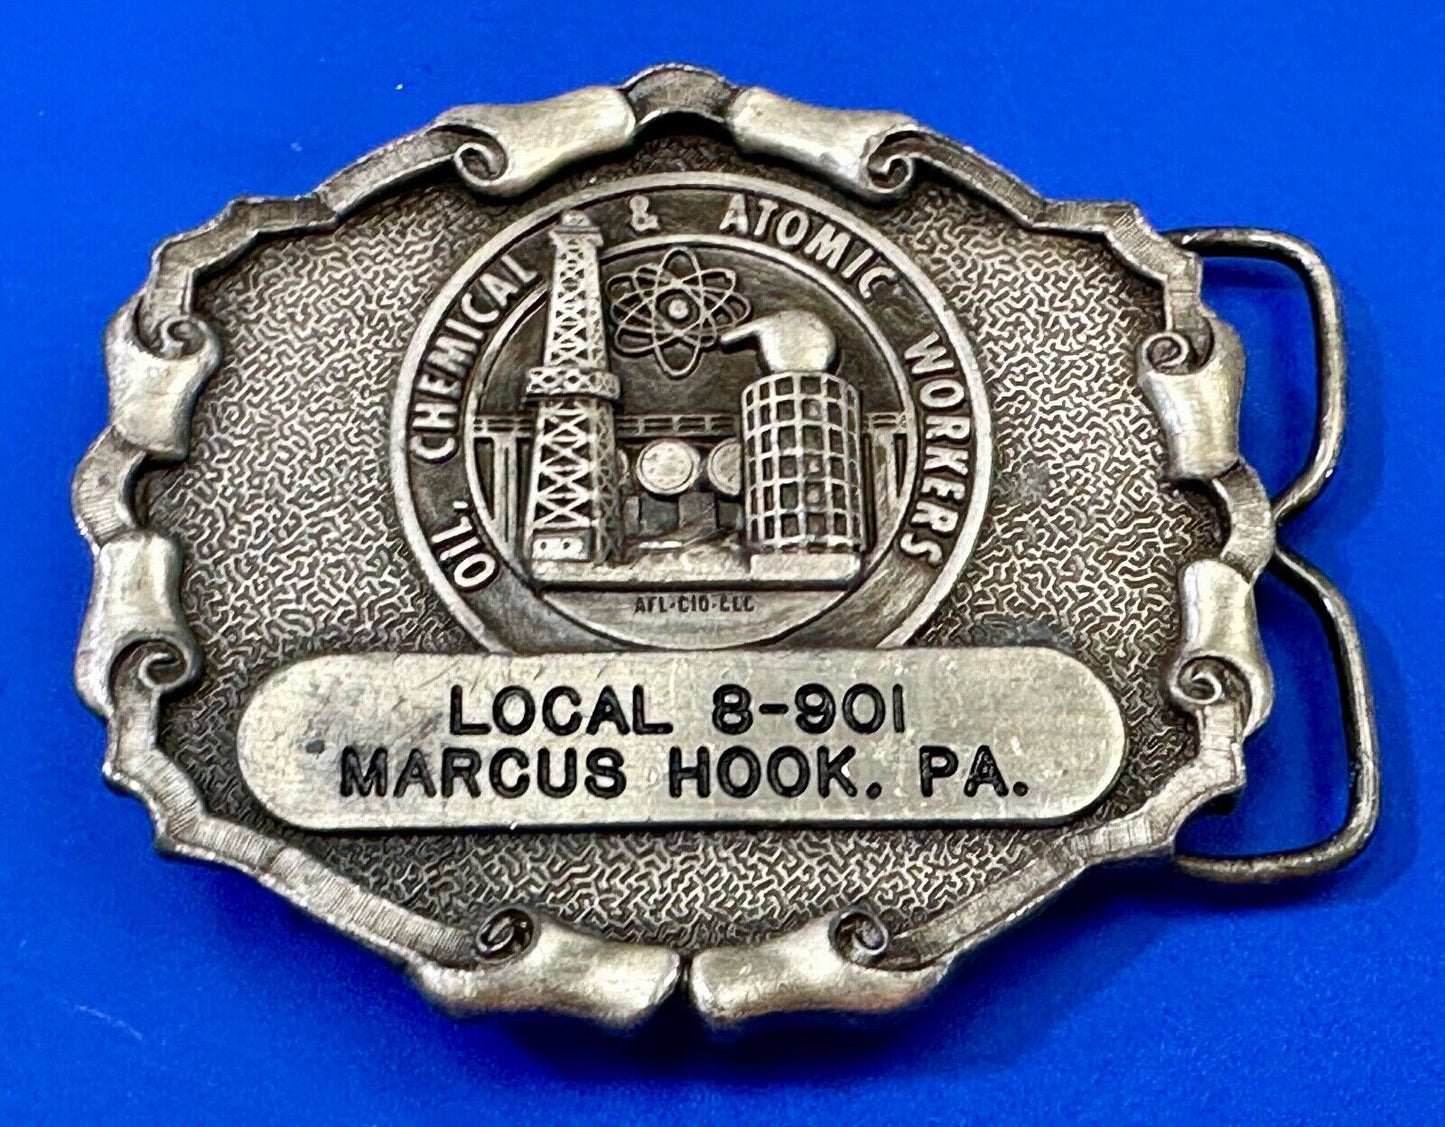 OIL, CHEMICAL & ATOMIC WORKERS
AFL-CIO-CLC
LOCAL 8-901
MARCUS HOOK. PA.